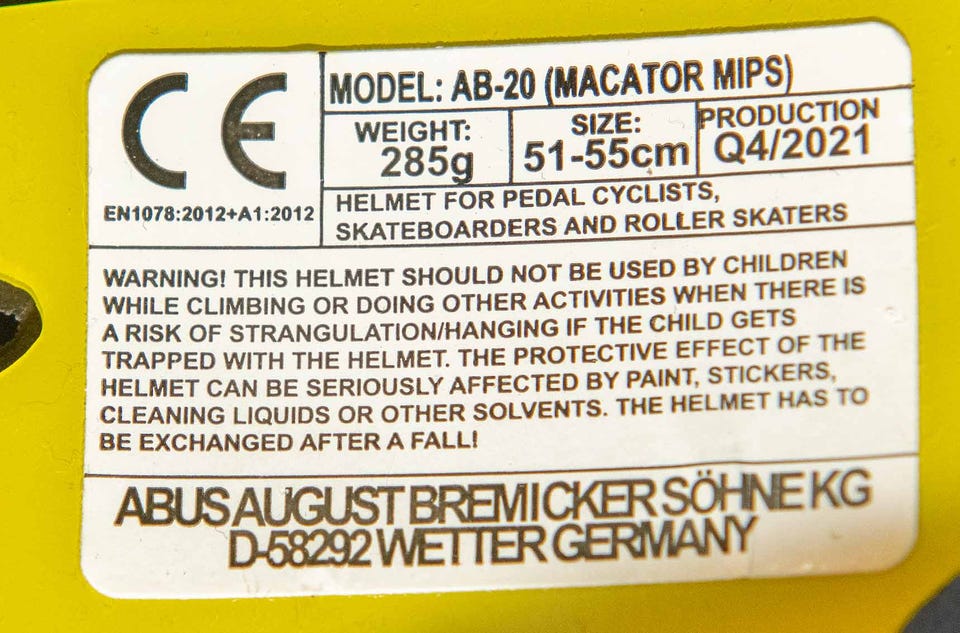 CE
EN1078:2012+A1:2012
MODEL: AB-20 (MACATOR MIPS)
WEIGHT:
285g
SIZE:
51-55cm
PRODUCTION
Q4/2021
HELMET FOR PEDAL CYCLISTS,
SKATEBOARDERS AND ROLLER SKATERS
WARNING! THIS HELMET SHOULD NOT BE USED BY CHILDREN
WHILE CLIMBING OR DOING OTHER ACTIVITIES WHEN THERE IS
A RISK OF STRANGULATION/HANGING IF THE CHILD GETS
TRAPPED WITH THE HELMET. THE PROTECTIVE EFFECT OF THE
HELMET CAN BE SERIOUSLY AFFECTED BY PAINT, STICKERS,
CLEANING LIQUIDS OR OTHER SOLVENTS. THE HELMET HAS TO
BE EXCHANGED AFTER A FALL!
ABUS AUGUST BREMICKER SÖHNE KG
D-58292 WETTER GERMANY